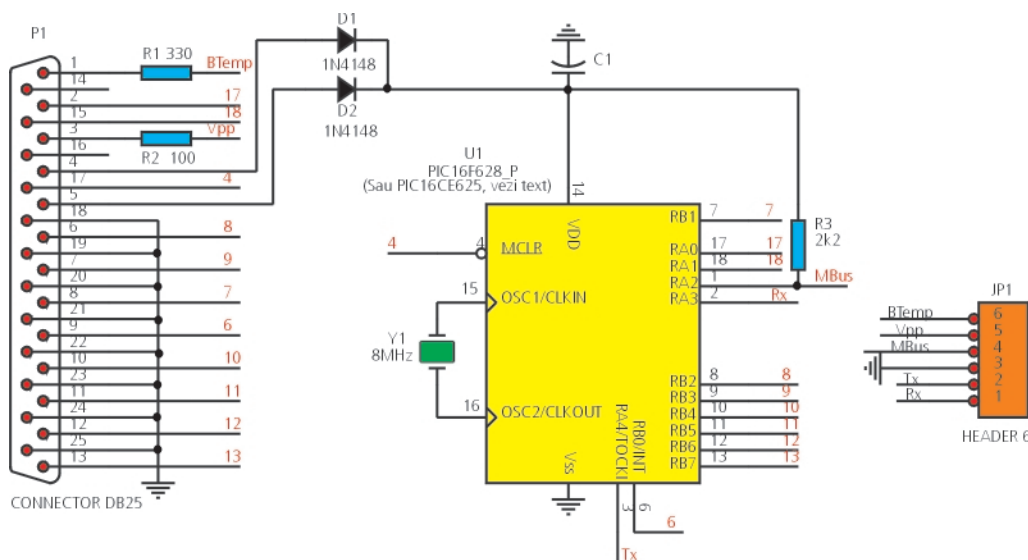 P1
1
14
2
15
3
16
4
17
5
18
6
19
7
20
8
21
9
22
10
23
11
24
12
25
13
CONNECTOR DB25
R1 330
BTemp
17
18
Vpp
R2 100
4
8
9
7
6
10
11
12
13
D1
1N4148
D2
1N4148
C1
U1
PIC16F628_P
(Sau PIC16CE625, vezi text)
14
VDD
4
4
MCLR
15
OSC1/CLKIN
Y1
8MHz
16
OSC2/CLKOUT
Vss
RA4/TOCKI
RB0/INT
3
6
6
Tx
RB1
7
7
RA0
17
17
RA1
18
18
RA2
1
MBus
RA3
2
Rx
R3
2k2
RB2
8
8
RB3
9
9
RB4
10
10
RB5
11
11
RB6
12
12
RB7
13
13
JP1
BTemp
6
Vpp
5
MBus
4
3
Tx
2
Rx
1
HEADER 6